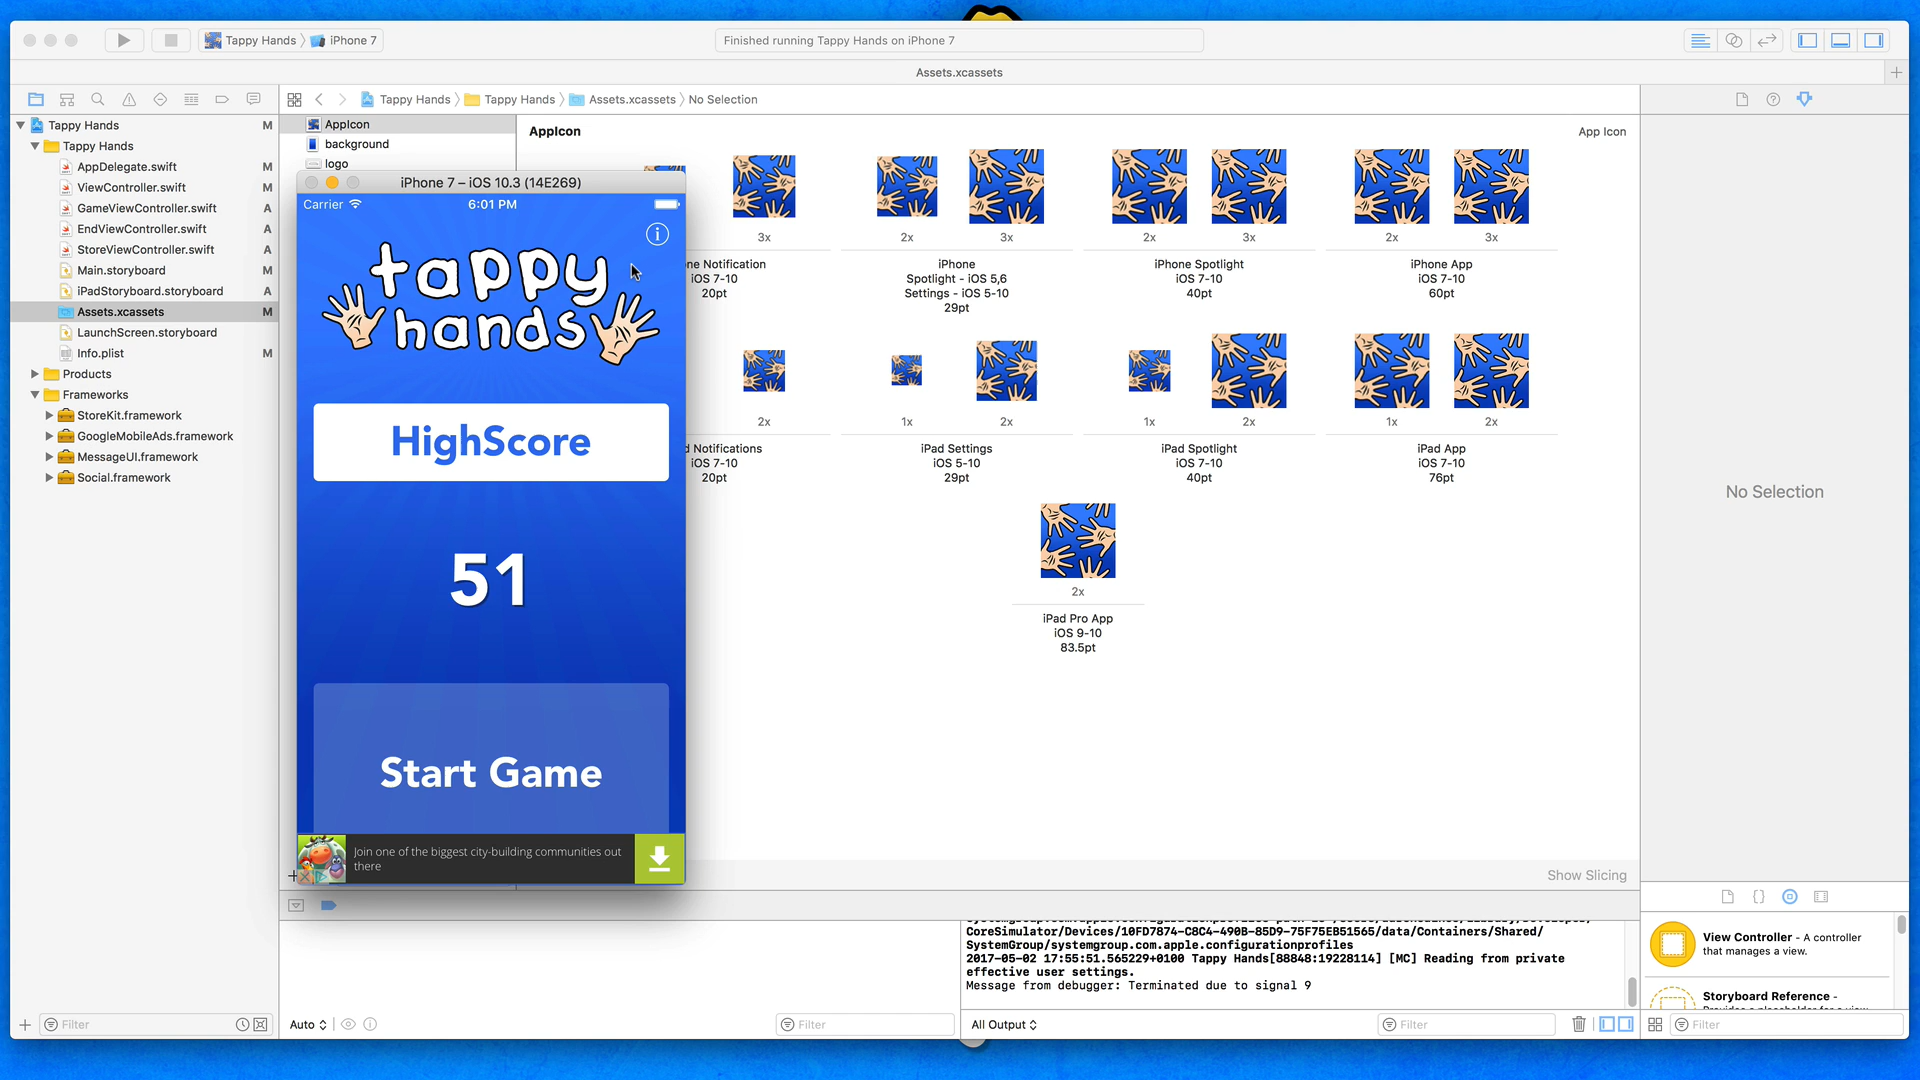 Tappy Hands
iPhone 7
Finished running Tappy Hands on iPhone 7
Assets.xcassets
Tappy Hands
Tappy Hands
Assets.xcassets
No Selection
Tappy Hands M
Tappy Hands
AppDelegate.swift M
ViewController.swift M
GameViewController.swift A
EndViewController.swift A
StoreViewController.swift A
Main.storyboard M
iPadStoryboard.storyboard A
Assets.xcassets M
LaunchScreen.storyboard
Info.plist M
Products
Frameworks
StoreKit.framework
GoogleMobileAds.framework
MessageUI.framework
Social.framework
Filter
AppIcon
background
logo
AppIcon
App Icon
iPhone 7 – iOS 10.3 (14E269)
Carrier 6:01 PM
tappy
hands
HighScore
51
Start Game
Join one of the biggest city-building communities out
there
3x
2x 3x
2x 3x
2x 3x
ne Notification
iOS 7-10
20pt
iPhone
Spotlight - iOS 5,6
Settings - iOS 5-10
29pt
iPhone Spotlight
iOS 7-10
40pt
iPhone App
iOS 7-10
60pt
2x
1x 2x
1x 2x
1x 2x
d Notifications
iOS 7-10
20pt
iPad Settings
iOS 5-10
29pt
iPad Spotlight
iOS 7-10
40pt
iPad App
iOS 7-10
76pt
2x
iPad Pro App
iOS 9-10
83.5pt
Show Slicing
No Selection
CoreSimulator/Devices/10FD7874-C8C4-490B-85D9-75F75EB51565/data/Containers/Shared/
SystemGroup/systemgroup.com.apple.configurationprofiles
2017-05-02 17:55:51.565229+0100 Tappy Hands[88848:19228114] [MC] Reading from private
effective user settings.
Message from debugger: Terminated due to signal 9
Auto
Filter
All Output
Filter
View Controller - A controller
that manages a view.
Storyboard Reference -
Filter